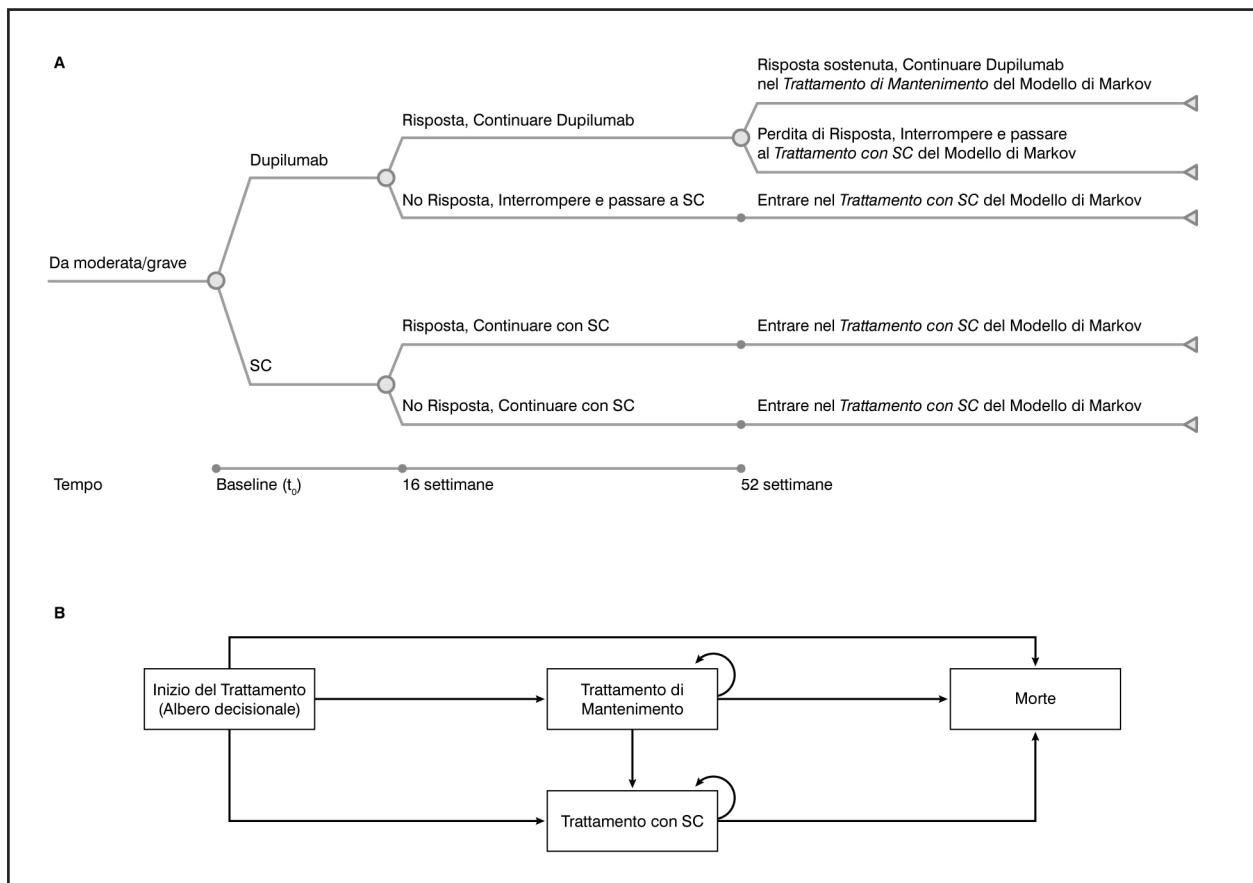 A
Risposta sostenuta, Continuare Dupilumab
nel Trattamento di Mantenimento del Modello di Markov
Risposta, Continuare Dupilumab
Perdita di Risposta, Interrompere e passare
al Trattamento con SC del Modello di Markov
Dupilumab
No Risposta, Interrompere e passare a SC
Entrare nel Trattamento con SC del Modello di Markov
Da moderata/grave
Risposta, Continuare con SC
Entrare nel Trattamento con SC del Modello di Markov
SC
No Risposta, Continuare con SC
Entrare nel Trattamento con SC del Modello di Markov
Tempo
Baseline (t0)
16 settimane
52 settimane
B
Inizio del Trattamento
(Albero decisionale)
Trattamento di
Mantenimento
Morte
Trattamento con SC